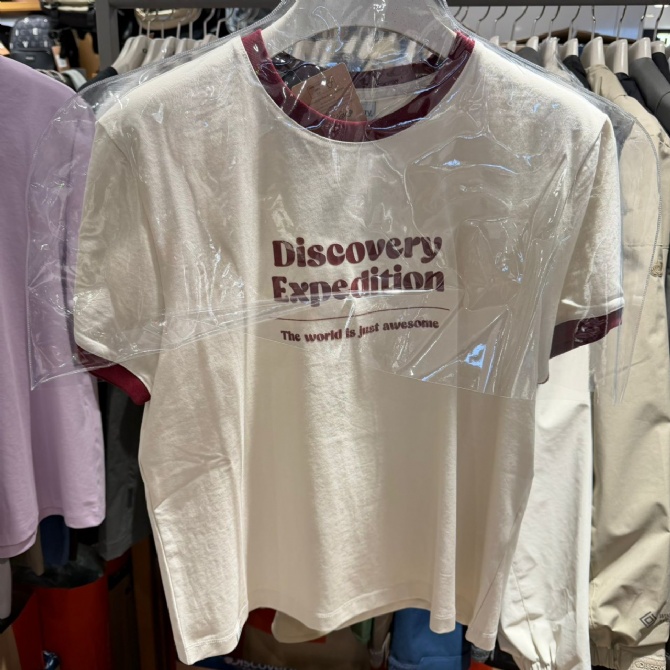 Discovery
Expedition
The world is just awesome